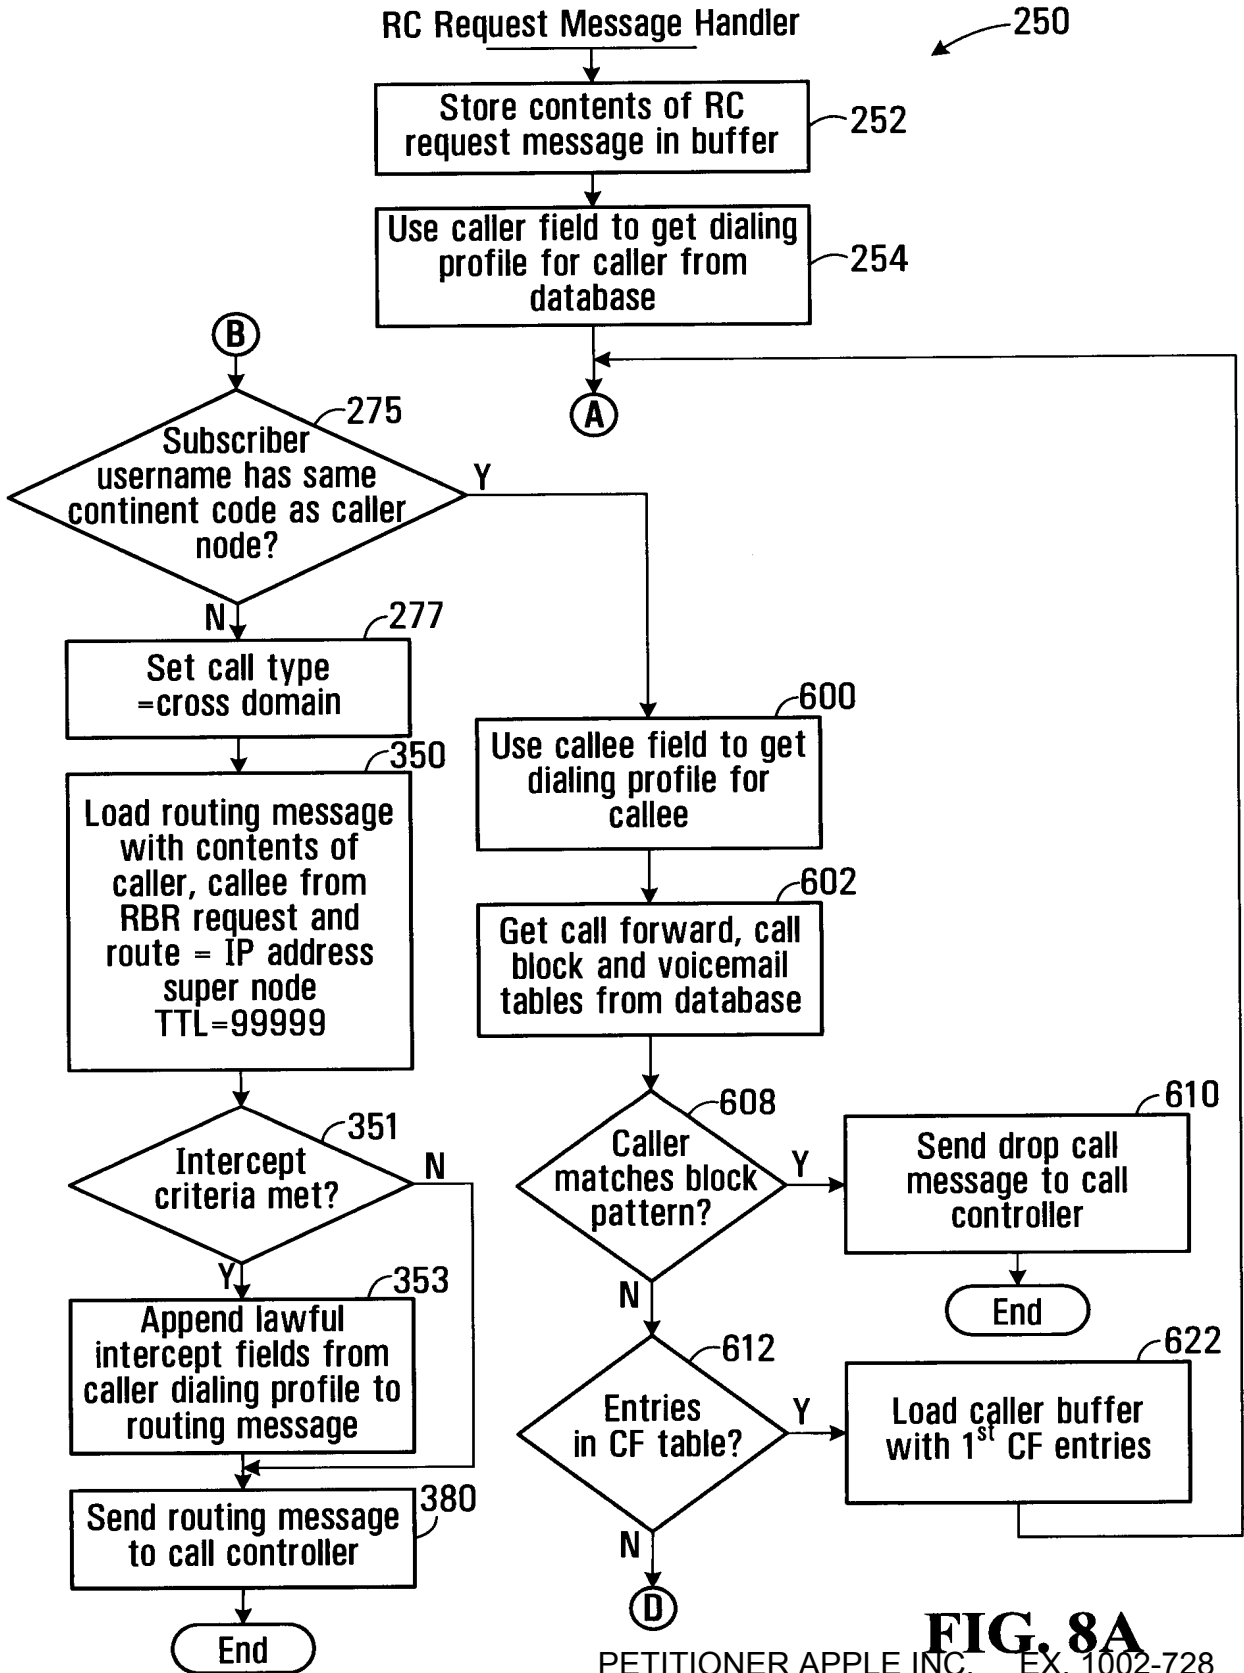 RC Request Message Handler
250
Store contents of RC
request message in buffer
252
Use caller field to get dialing
profile for caller from
database
254
B
A
275
Subscriber
username has same
continent code as caller
node?
Y
N
277
Set call type
=cross domain
350
Load routing message
with contents of
caller, callee from
RBR request and
route = IP address
super node
TTL=99999
351
Intercept
criteria met?
N
Y
353
Append lawful
intercept fields from
caller dialing profile to
routing message
380
Send routing message
to call controller
End
600
Use callee field to get
dialing profile for
callee
602
Get call forward, call
block and voicemail
tables from database
608
Caller
matches block
pattern?
Y
N
610
Send drop call
message to call
controller
End
612
Entries
in CF table?
Y
N
622
Load caller buffer
with 1st CF entries
D
FIG. 8A
PETITIONER APPLE INC. EX. 1002-728